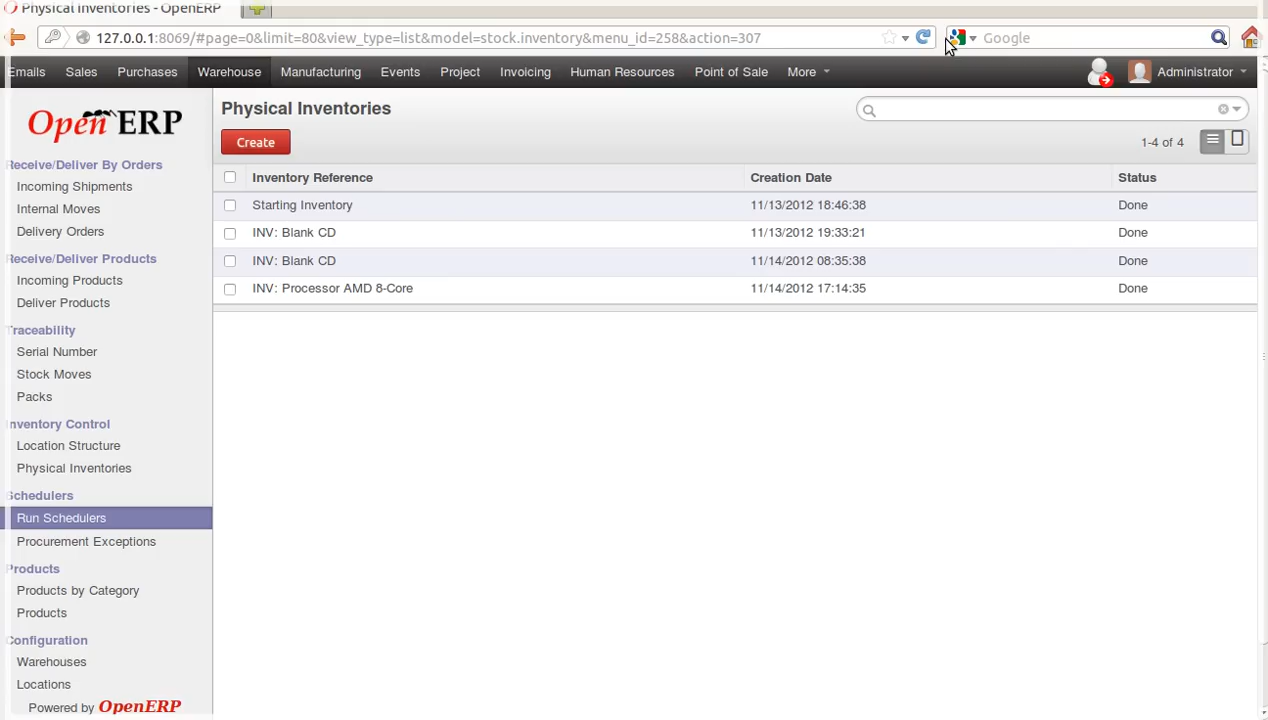 Physical Inventories - OpenERP
127.0.0.1:8069/#page=0&limit=80&view_type=list&model=stock.inventory&menu_id=258&action=307
Google
Emails Sales Purchases Warehouse Manufacturing Events Project Invoicing Human Resources Point of Sale More Administrator
OpenERP
Physical Inventories
Create
1-4 of 4
Receive/Deliver By Orders
Incoming Shipments
Internal Moves
Delivery Orders
Receive/Deliver Products
Incoming Products
Deliver Products
Traceability
Serial Number
Stock Moves
Packs
Inventory Control
Location Structure
Physical Inventories
Schedulers
Run Schedulers
Procurement Exceptions
Products
Products by Category
Products
Configuration
Warehouses
Locations
Powered by OpenERP
Inventory Reference Creation Date Status
Starting Inventory 11/13/2012 18:46:38 Done
INV: Blank CD 11/13/2012 19:33:21 Done
INV: Blank CD 11/14/2012 08:35:38 Done
INV: Processor AMD 8-Core 11/14/2012 17:14:35 Done